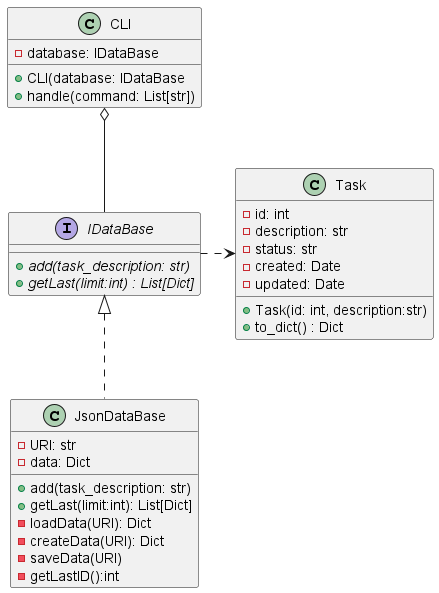 C CLI
database: IDataBase
CLI(database: IDataBase
handle(command: List[str])
I IDataBase
add(task_description: str)
getLast(limit:int) : List[Dict]
C Task
id: int
description: str
status: str
created: Date
updated: Date
Task(id: int, description:str)
to_dict() : Dict
C JsonDataBase
URI: str
data: Dict
add(task_description: str)
getLast(limit:int): List[Dict]
loadData(URI): Dict
createData(URI): Dict
saveData(URI)
getLastID():int